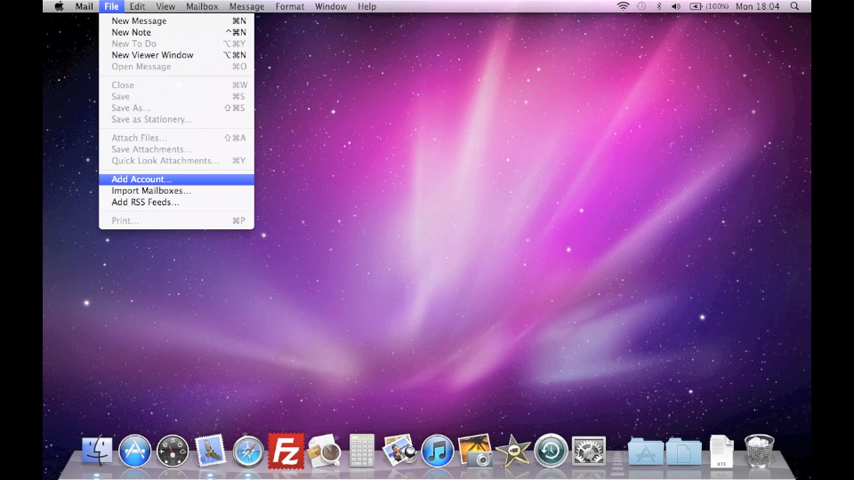 Mail File Edit View Mailbox Message Format Window Help (100%) Mon 18:04
New Message ⌘N
New Note ^⌘N
New To Do ⌥⌘Y
New Viewer Window ⌥⌘N
Open Message ⌘O
Close ⌘W
Save ⌘S
Save As... ⇧⌘S
Save as Stationery...
Attach Files... ⇧⌘A
Save Attachments...
Quick Look Attachments... ⌘Y
Add Account...
Import Mailboxes...
Add RSS Feeds...
Print... ⌘P
FZ
RTF